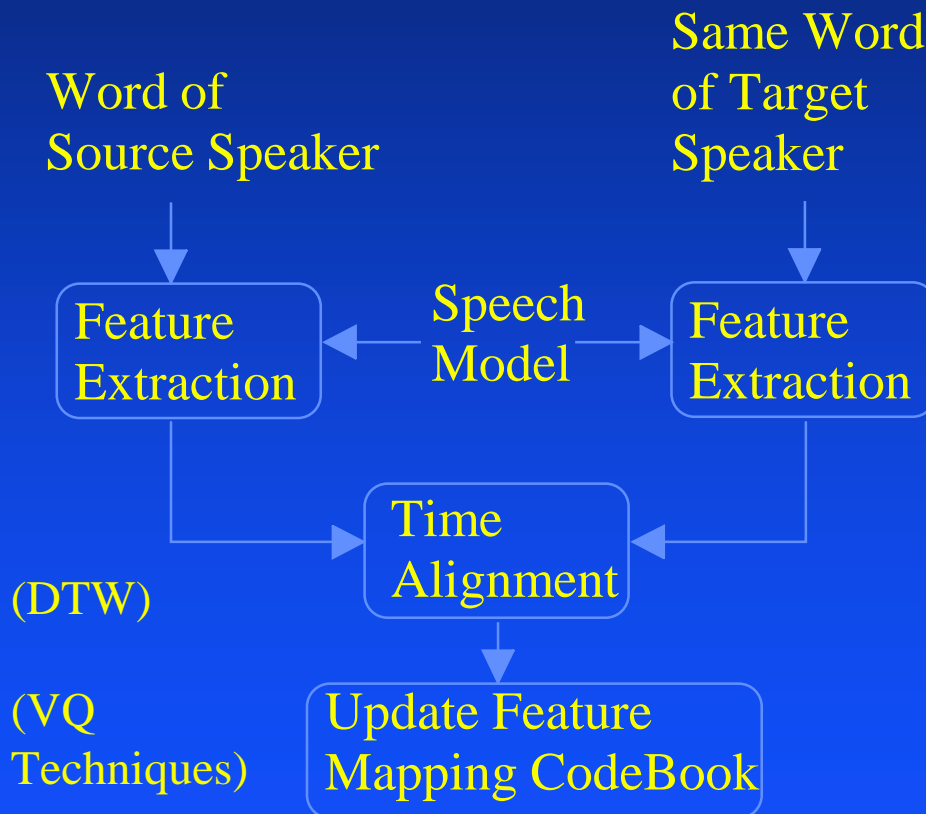 Word of
Source Speaker
Same Word
of Target
Speaker
Feature
Extraction
Speech
Model
Feature
Extraction
Time
Alignment
(DTW)
(VQ
Techniques)
Update Feature
Mapping CodeBook